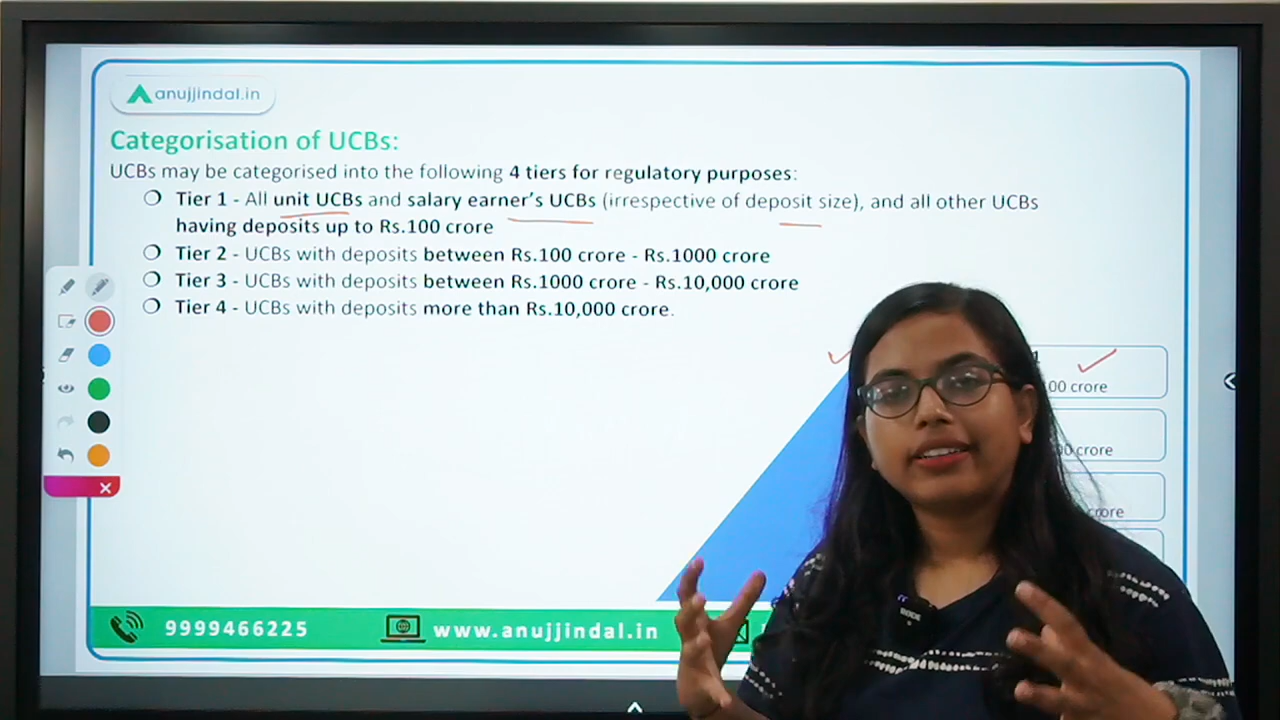 anujjindal.in
Categorisation of UCBs:
UCBs may be categorised into the following 4 tiers for regulatory purposes:
Tier 1 - All unit UCBs and salary earner's UCBs (irrespective of deposit size), and all other UCBs
having deposits up to Rs.100 crore
Tier 2 - UCBs with deposits between Rs.100 crore - Rs.1000 crore
Tier 3 - UCBs with deposits between Rs.1000 crore - Rs.10,000 crore
Tier 4 - UCBs with deposits more than Rs.10,000 crore.
1
00 crore
00 crore
crore
9999466225 www.anujjindal.in